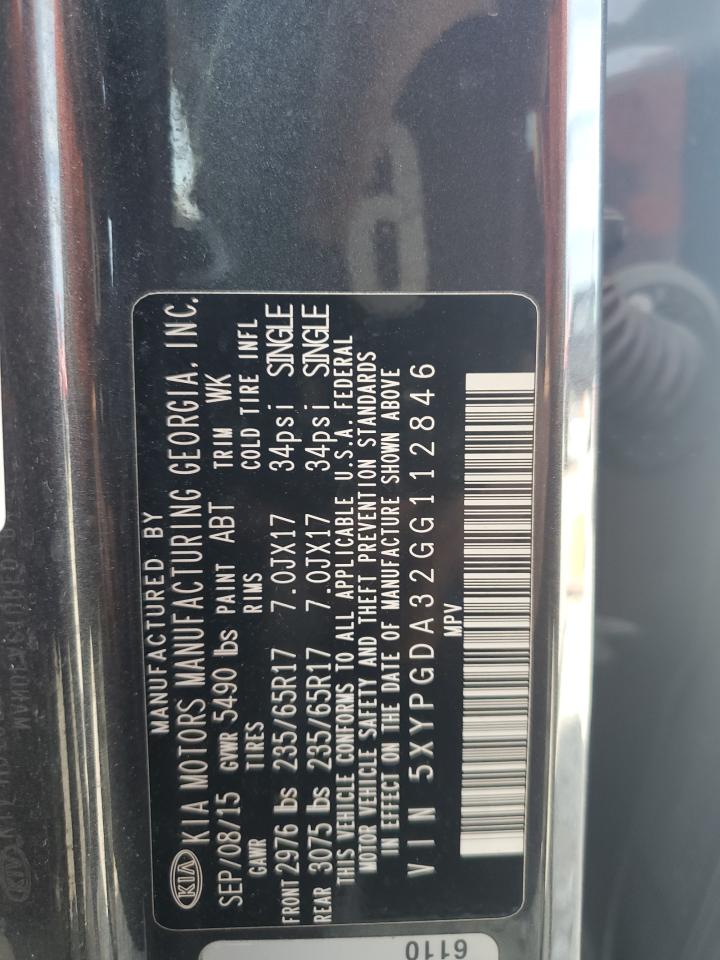 MANUFACTURED BY
KIA KIA MOTORS MANUFACTURING GEORGIA, INC.
SEP/08/15 GVWR 5490 lbs PAINT ABT TRIM WK
GAWR TIRES RIMS COLD TIRE INFL
FRONT 2976 lbs 235/65R17 7.0JX17 34psi SINGLE
REAR 3075 lbs 235/65R17 7.0JX17 34psi SINGLE
THIS VEHICLE CONFORMS TO ALL APPLICABLE U.S.A. FEDERAL
MOTOR VEHICLE SAFETY AND THEFT PREVENTION STANDARDS
IN EFFECT ON THE DATE OF MANUFACTURE SHOWN ABOVE
VIN 5XYPGDA32GG112846
MPV
6110